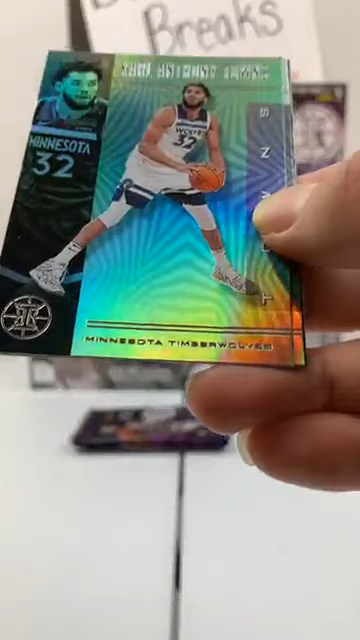 Breaks
KARL ANTHONY TOWNS
MINNESOTA
32
WOLVES
32
MINNESOTA TIMBERWOLVES